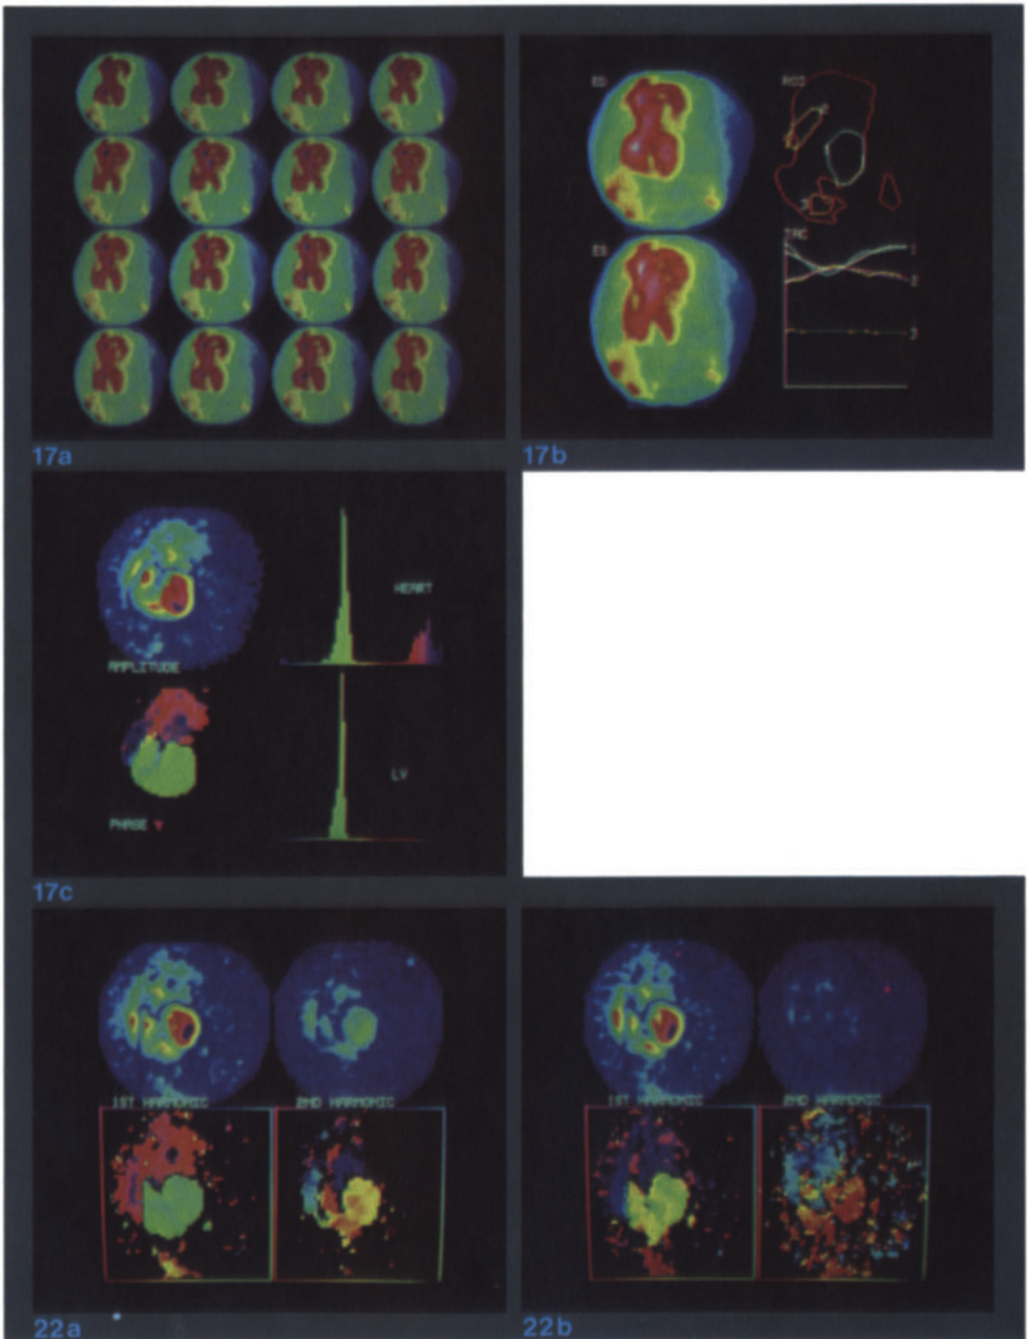 ED
ROI
ES
TAC
1
2
3
17a
17b
AMPLITUDE
HEART
PHASE
LV
17c
1ST HARMONIC
2ND HARMONIC
1ST HARMONIC
2ND HARMONIC
22a
22b